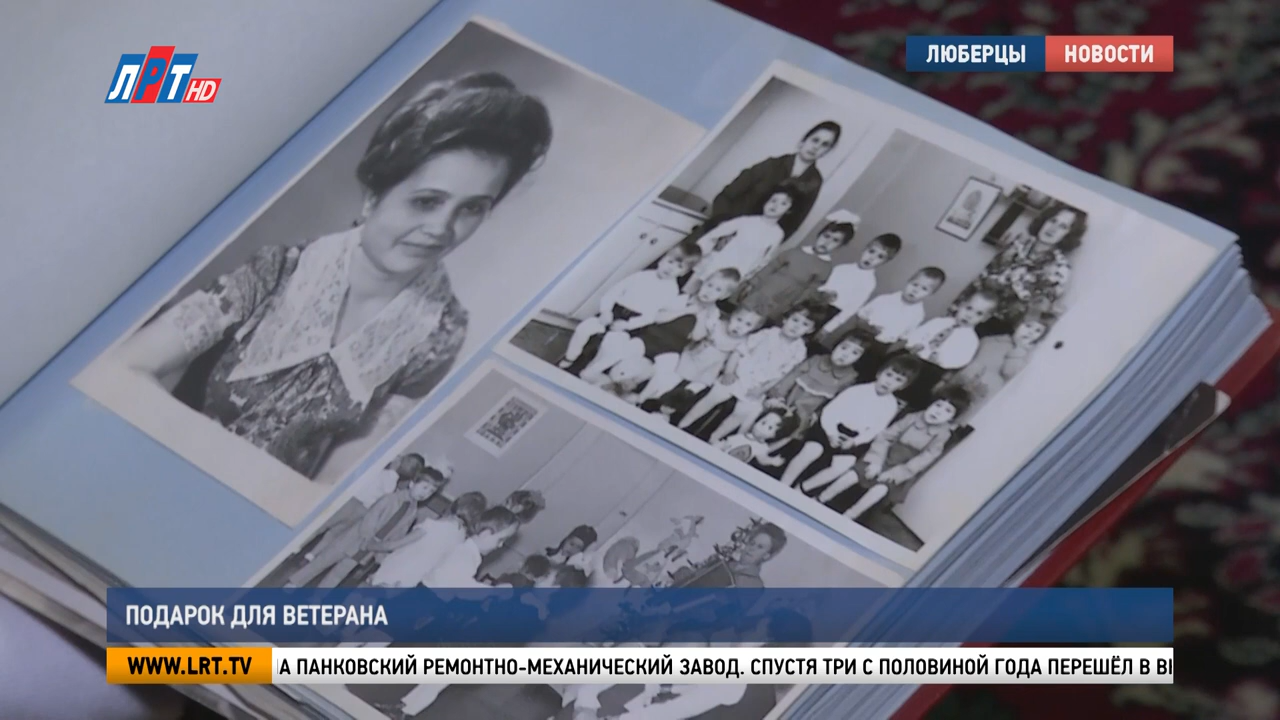 ЛРТ HD
ЛЮБЕРЦЫ НОВОСТИ
ПОДАРОК ДЛЯ ВЕТЕРАНА
WWW.LRT.TV
ПАНКОВСКИЙ РЕМОНТНО-МЕХАНИЧЕСКИЙ ЗАВОД. СПУСТЯ ТРИ С ПОЛОВИНОЙ ГОДА ПЕРЕШЁЛ В